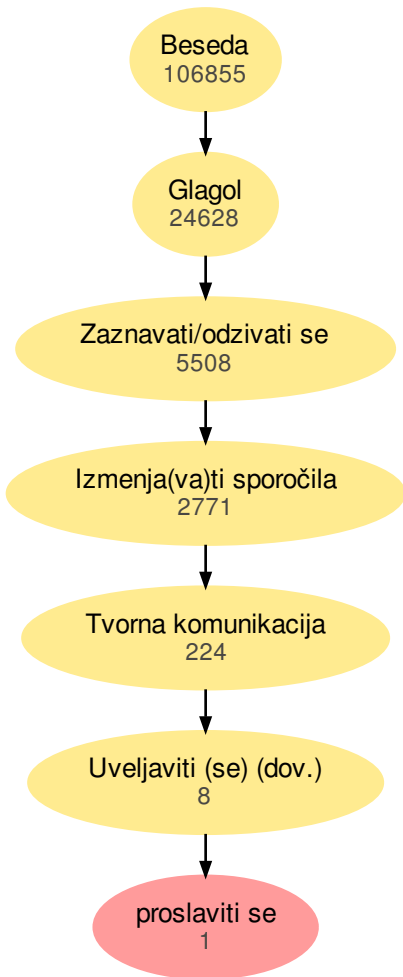 Beseda
106855
Glagol
24628
Zaznavati/odzivati se
5508
Izmenja(va)ti sporočila
2771
Tvorna komunikacija
224
Uveljaviti (se) (dov.)
8
proslaviti se
1